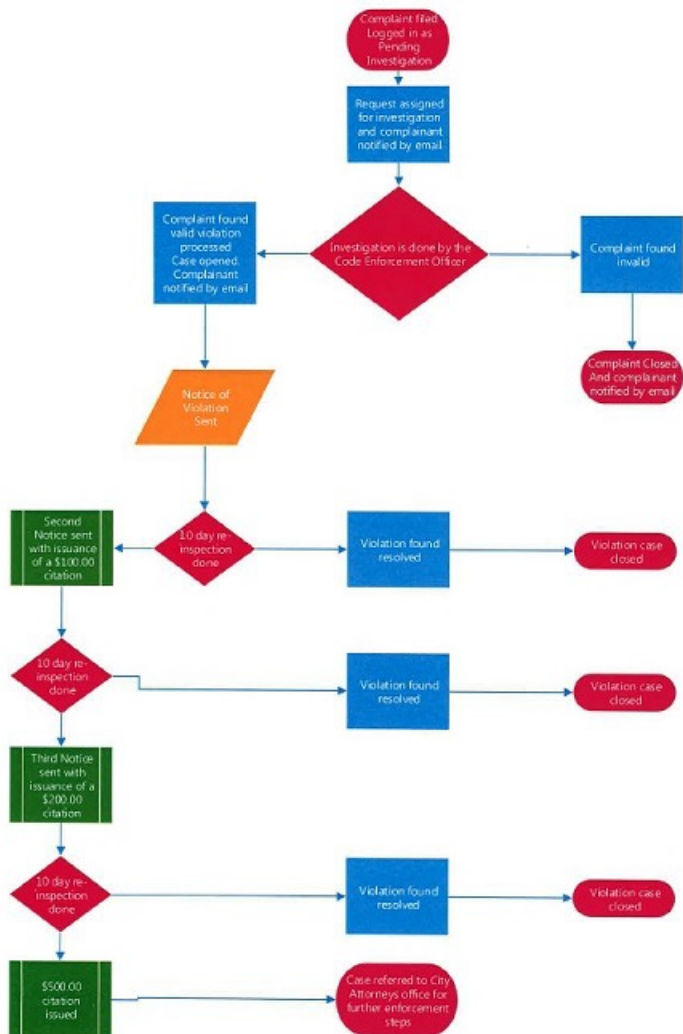 Complaint filed
Logged in as
Pending
Investigation
Request assigned
for investigation
and complainant
notified by email
Complaint found
valid violation
processed
Case opened.
Complainant
notified by email
Investigation is done by the
Code Enforcement Officer
Complaint found
invalid
Complaint Closed
And complainant
notified by email
Notice of
Violation
Sent
Second
Notice sent
with issuance
of a $100.00
citation
10 day re-
inspection
done
Violation found
resolved
Violation case
closed
10 day re-
inspection
done
Violation found
resolved
Violation case
closed
Third Notice
sent with
issuance of a
$200.00
citation
10 day re-
inspection
done
Violation found
resolved
Violation case
closed
$500.00
citation
issued
Case referred to City
Attorneys office for
further enforcement
steps